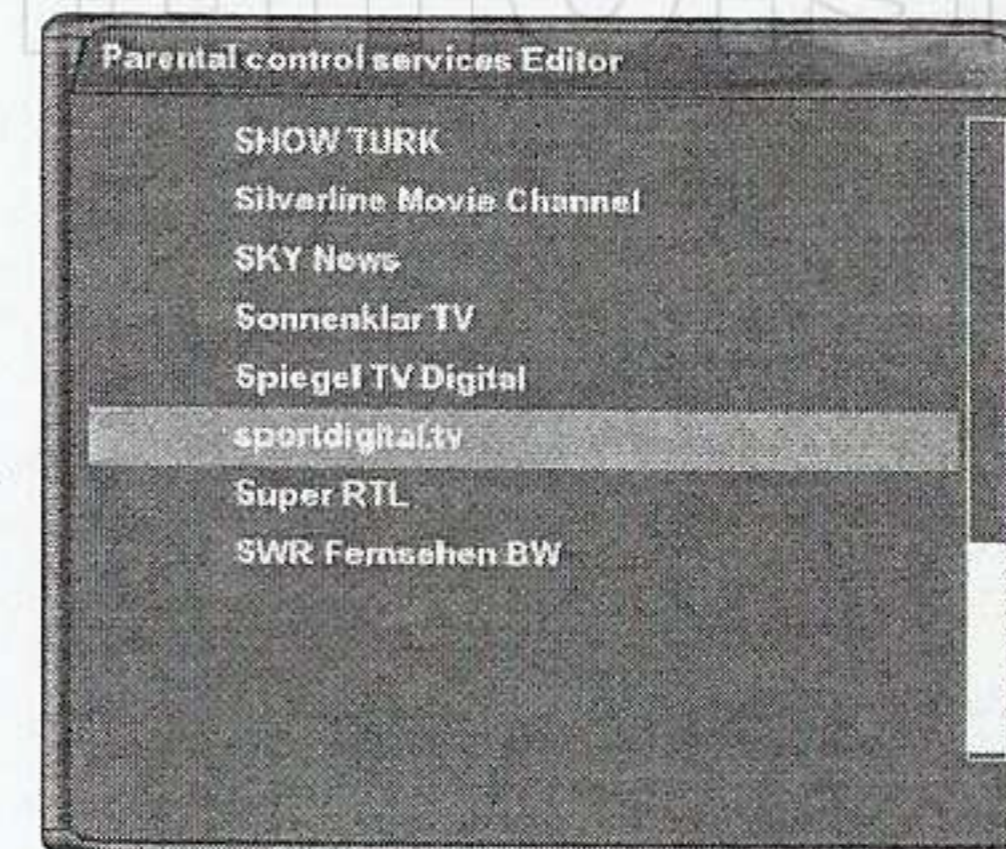 Parental control services Editor
SHOW TURK
Silverline Movie Channel
SKY News
Sonnenklar TV
Spiegel TV Digital
sportdigital.tv
Super RTL
SWR Fernsehen BW